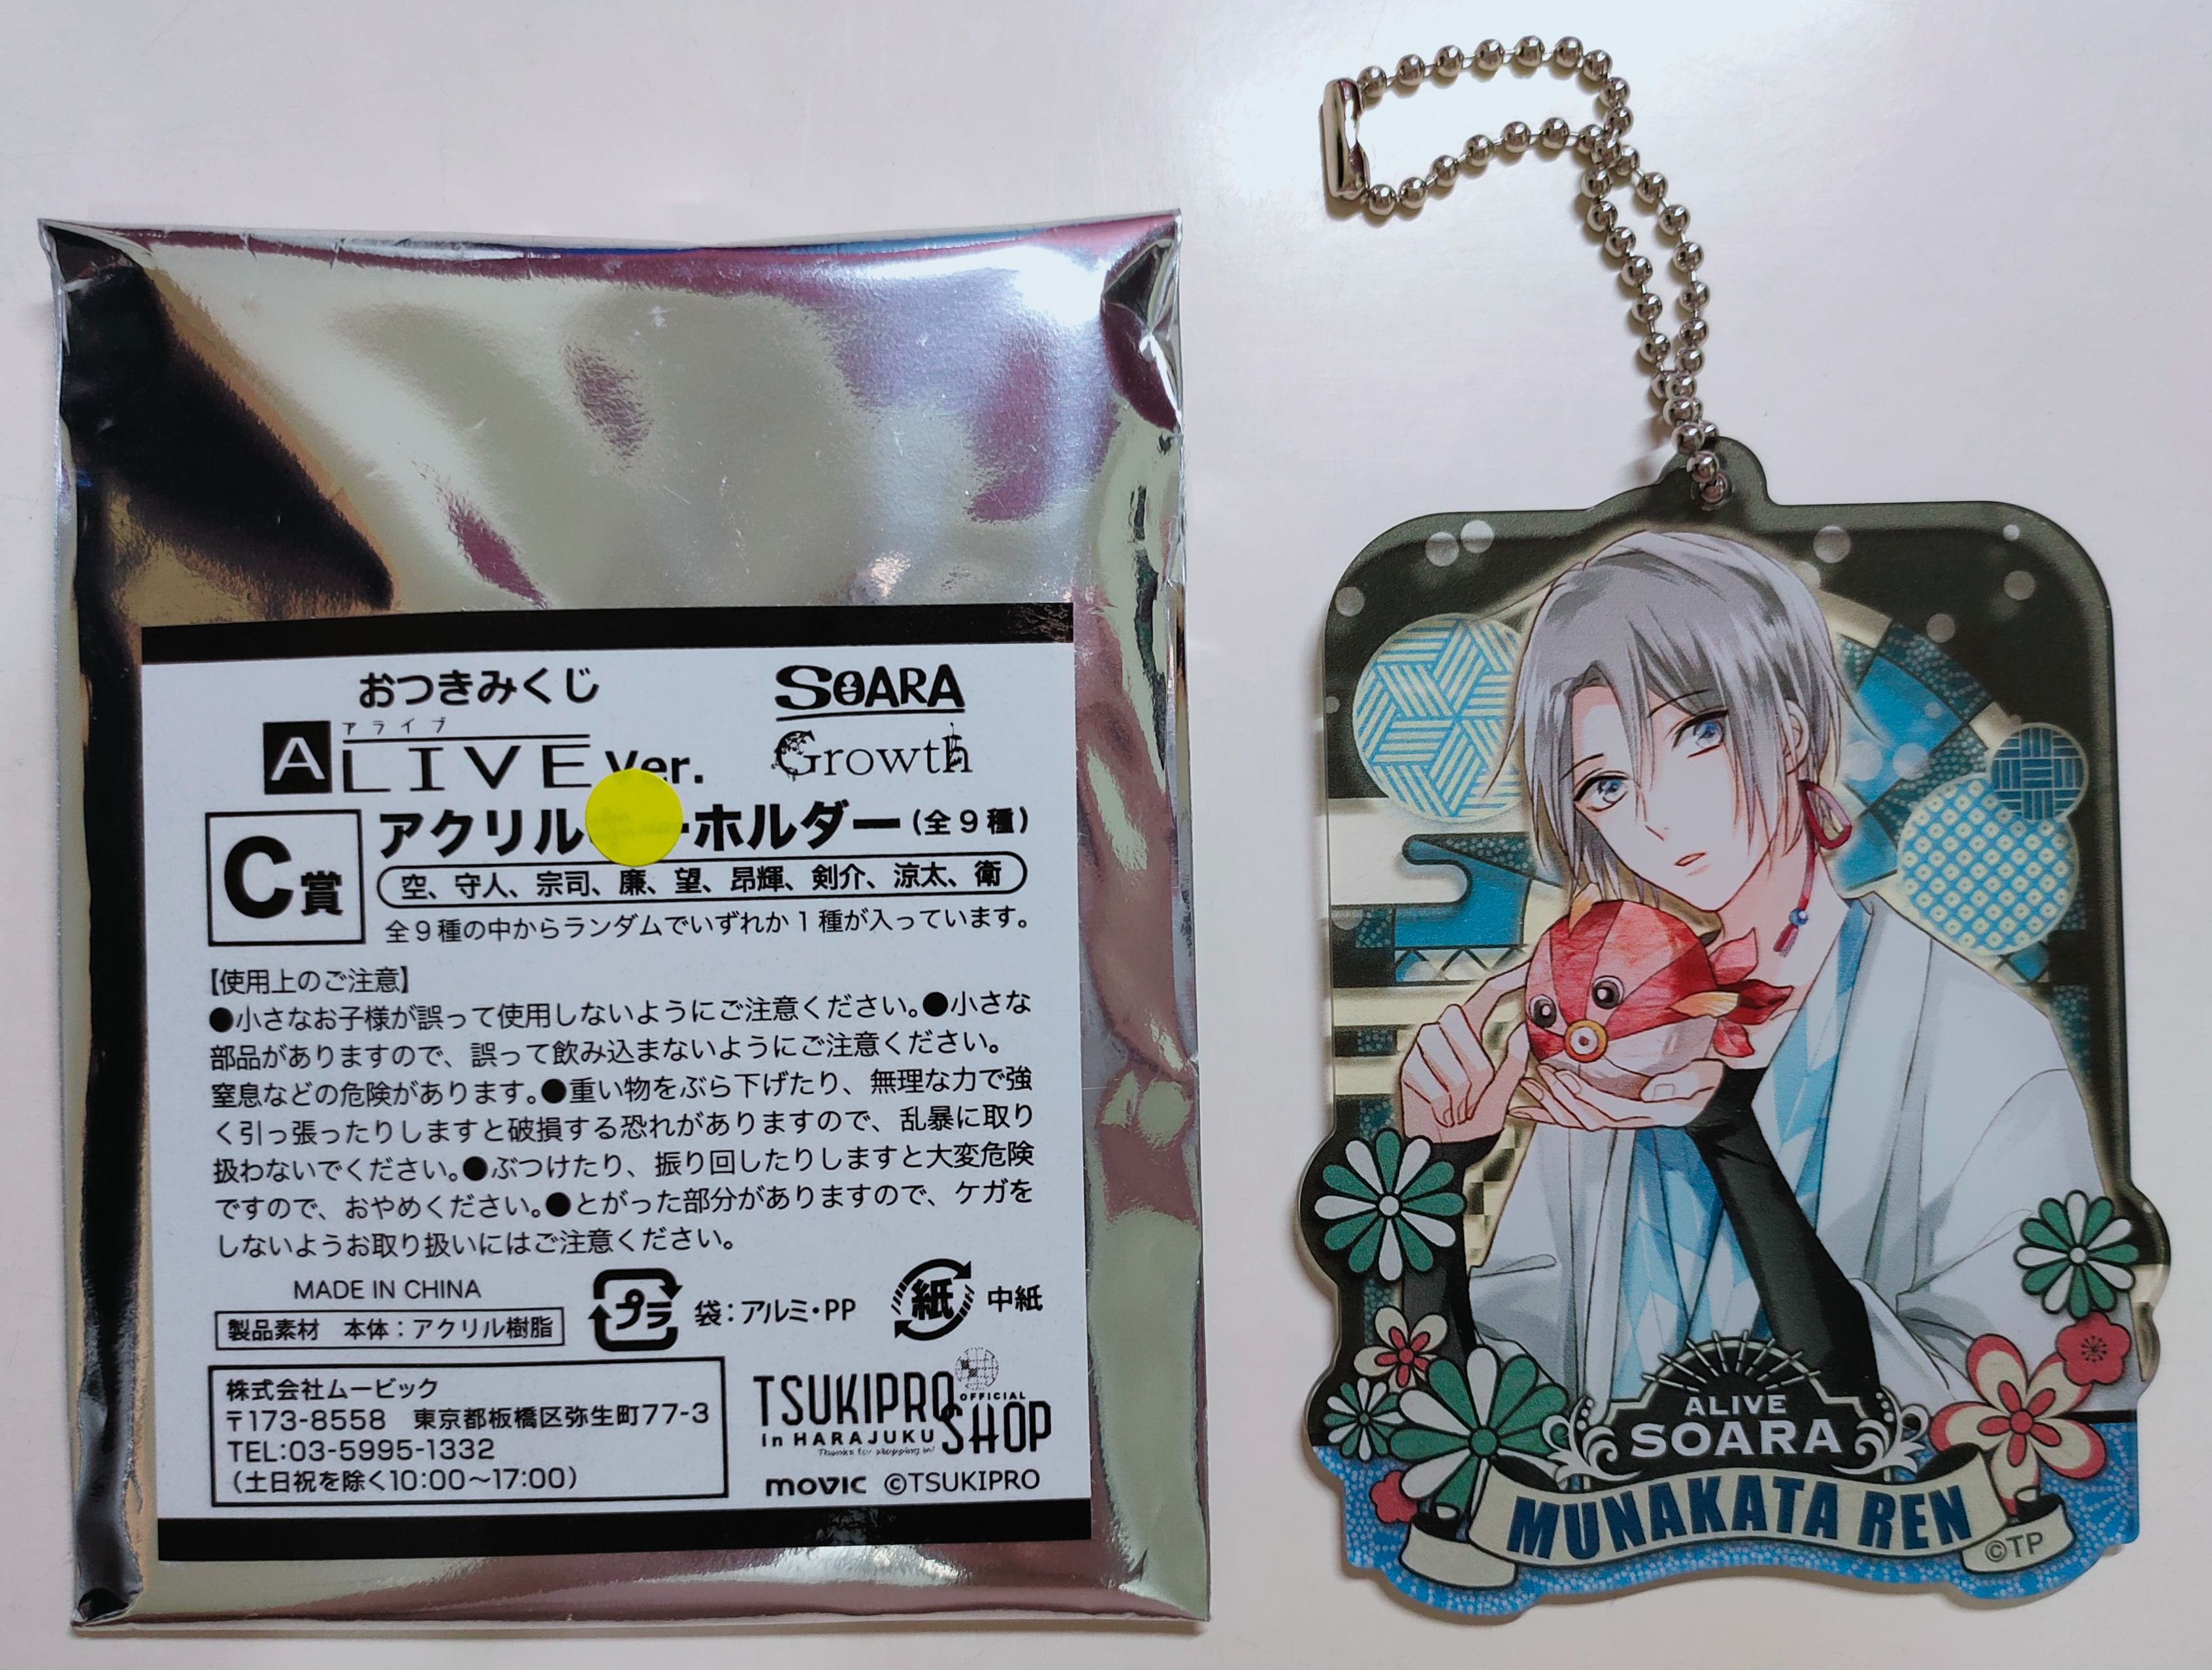 おつきみくじ
SOARA
アライブ
ALIVE Ver.
Growth
C賞
アクリル ーホルダー(全9種)
空、守人、宗司、廉、望、昂輝、剣介、涼太、衛
全9種の中からランダムでいずれか1種が入っています。
【使用上のご注意】
●小さなお子様が誤って使用しないようにご注意ください。●小さな
部品がありますので、誤って飲み込まないようにご注意ください。
窒息などの危険があります。●重い物をぶら下げたり、無理な力で強
く引っ張ったりしますと破損する恐れがありますので、乱暴に取り
扱わないでください。●ぶつけたり、振り回したりしますと大変危険
ですので、おやめください。●とがった部分がありますので、ケガを
しないようお取り扱いにはご注意ください。
MADE IN CHINA
製品素材 本体:アクリル樹脂
プラ
袋:アルミ・PP
紙
中紙
株式会社ムービック
〒173-8558 東京都板橋区弥生町77-3
TEL:03-5995-1332
(土日祝を除く10:00〜17:00)
TSUKIPRO
OFFICIAL
SHOP
in HARAJUKU
Thanks for shopping in!
movic ©TSUKIPRO
ALIVE
SOARA
MUNAKATA REN
©TP